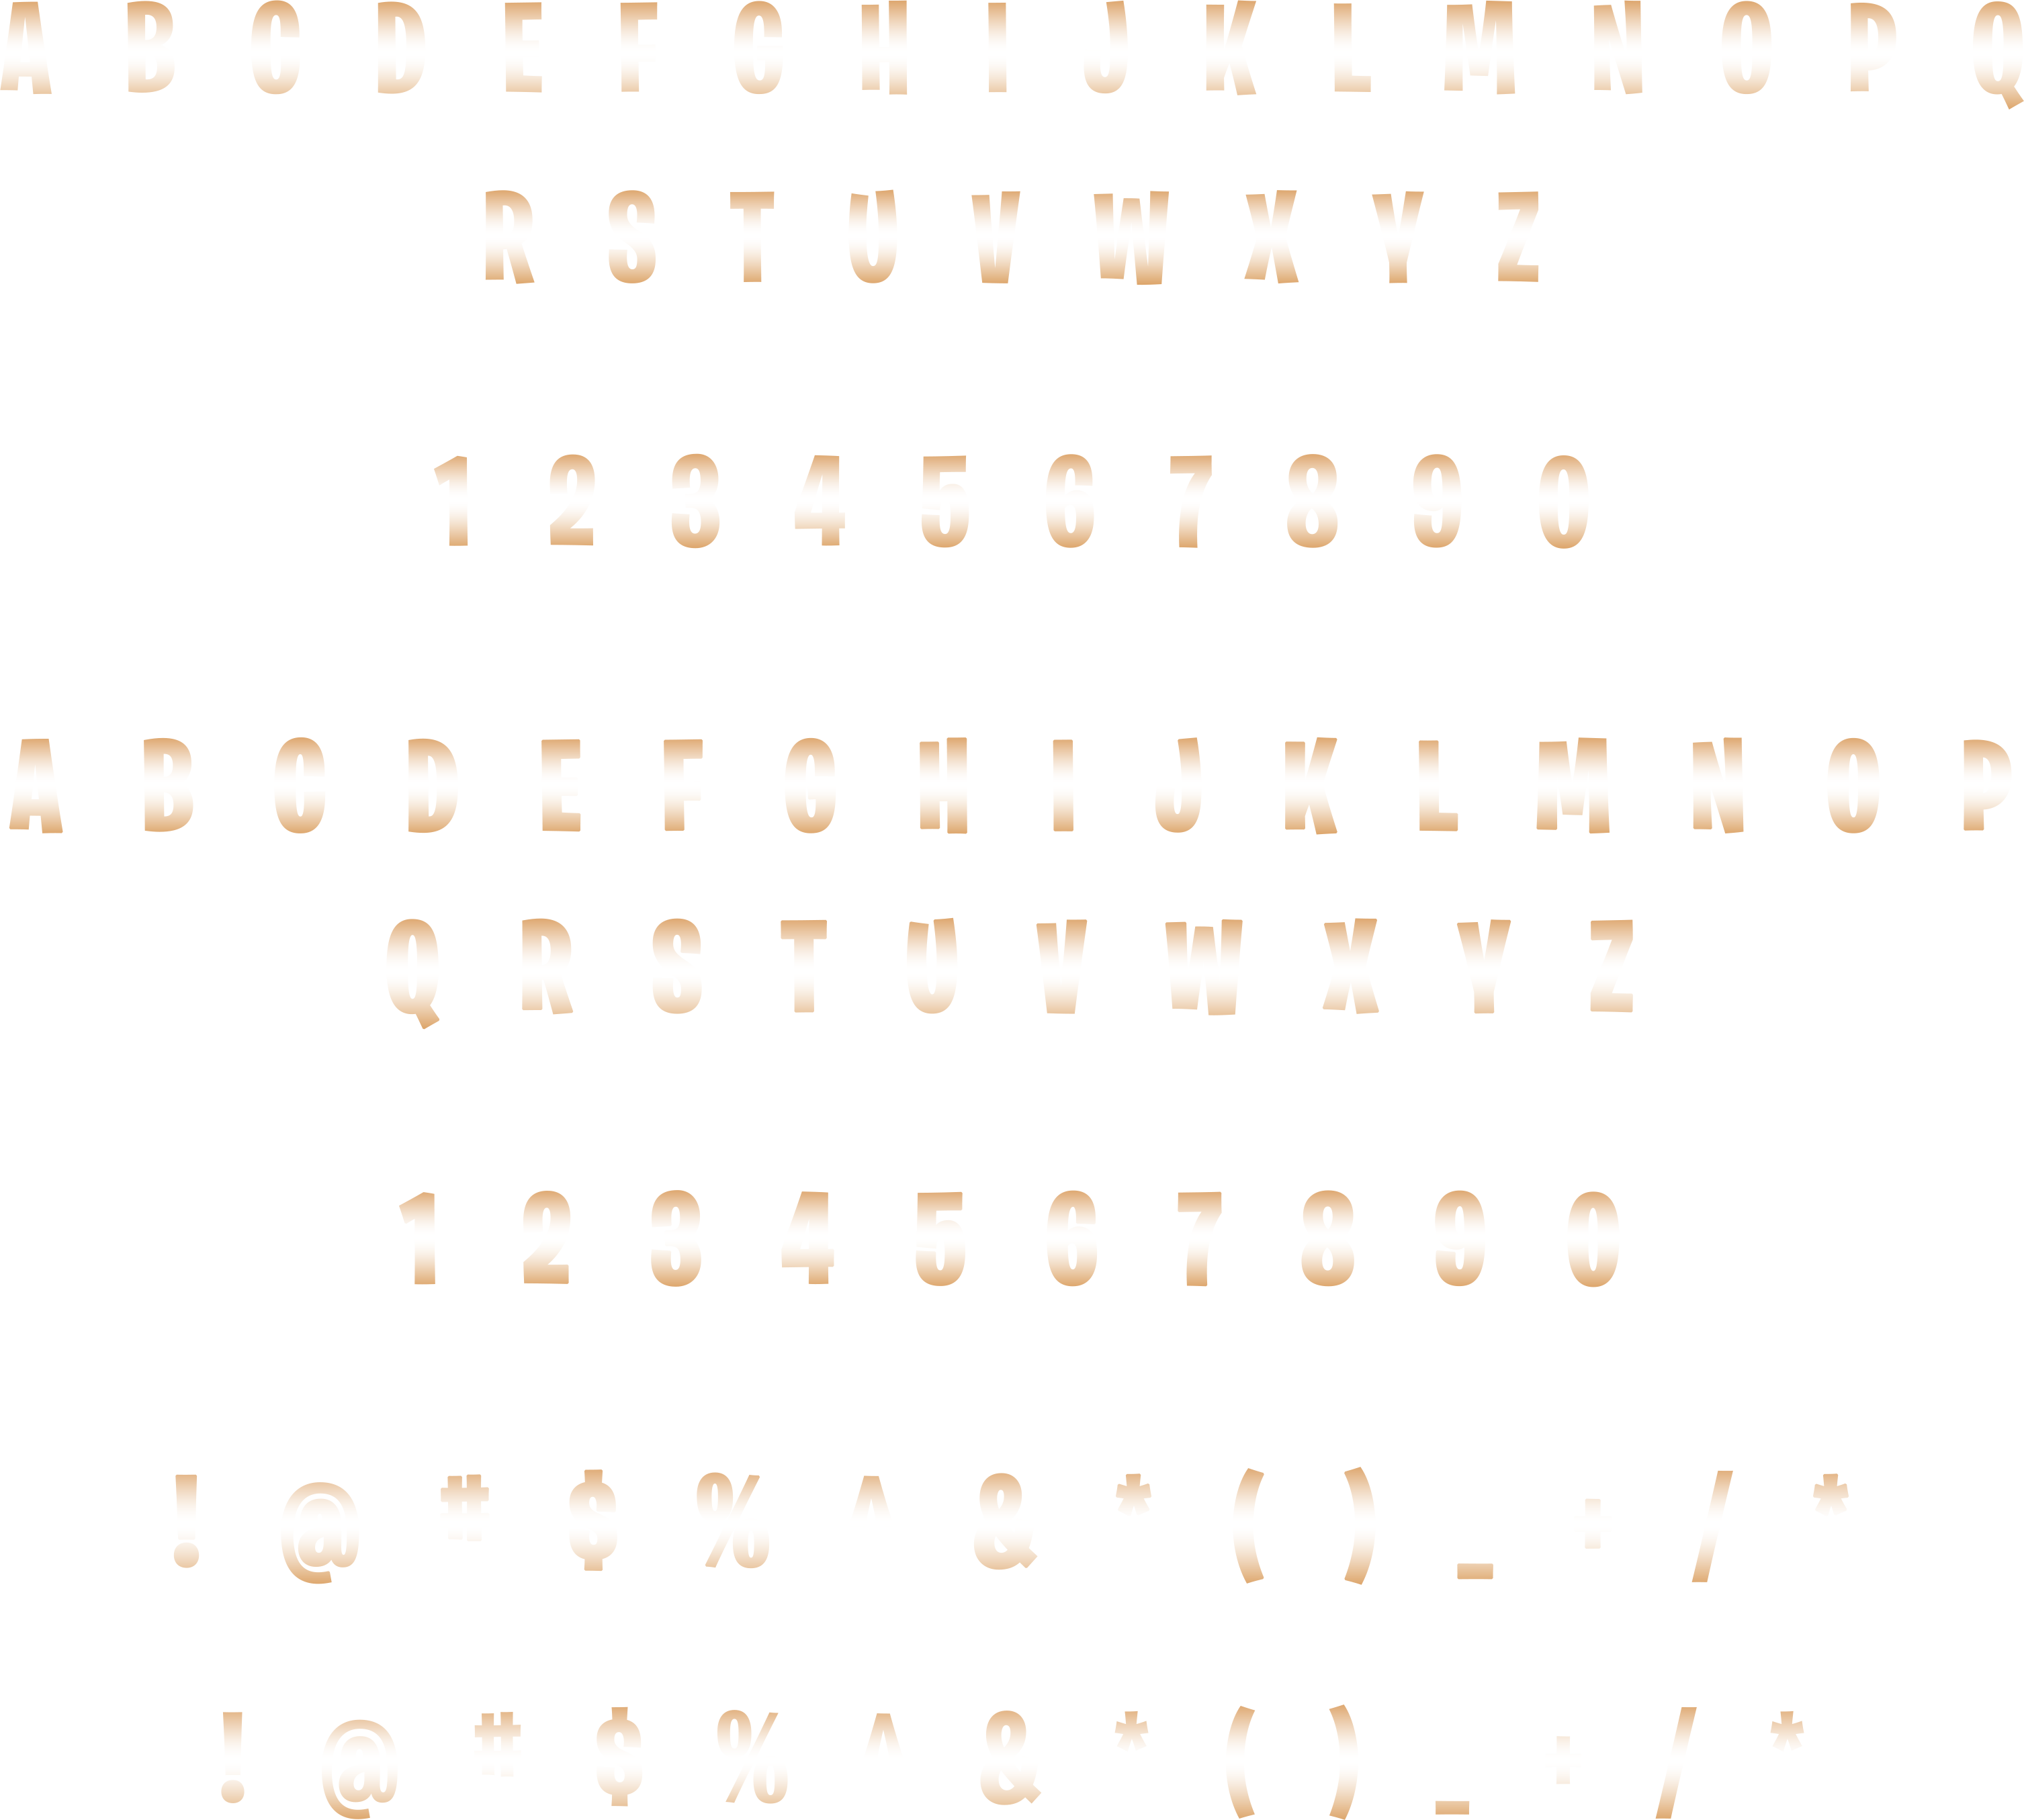 A B C D E F G H I J K L M N O P Q
R S T U V W X Y Z
1 2 3 4 5 6 7 8 9 0
A B C D E F G H I J K L M N O P
Q R S T U V W X Y Z
1 2 3 4 5 6 7 8 9 0
! @ # $ % ^ & * ( ) _ + / *
! @ # $ % ^ & * ( ) _ + / *